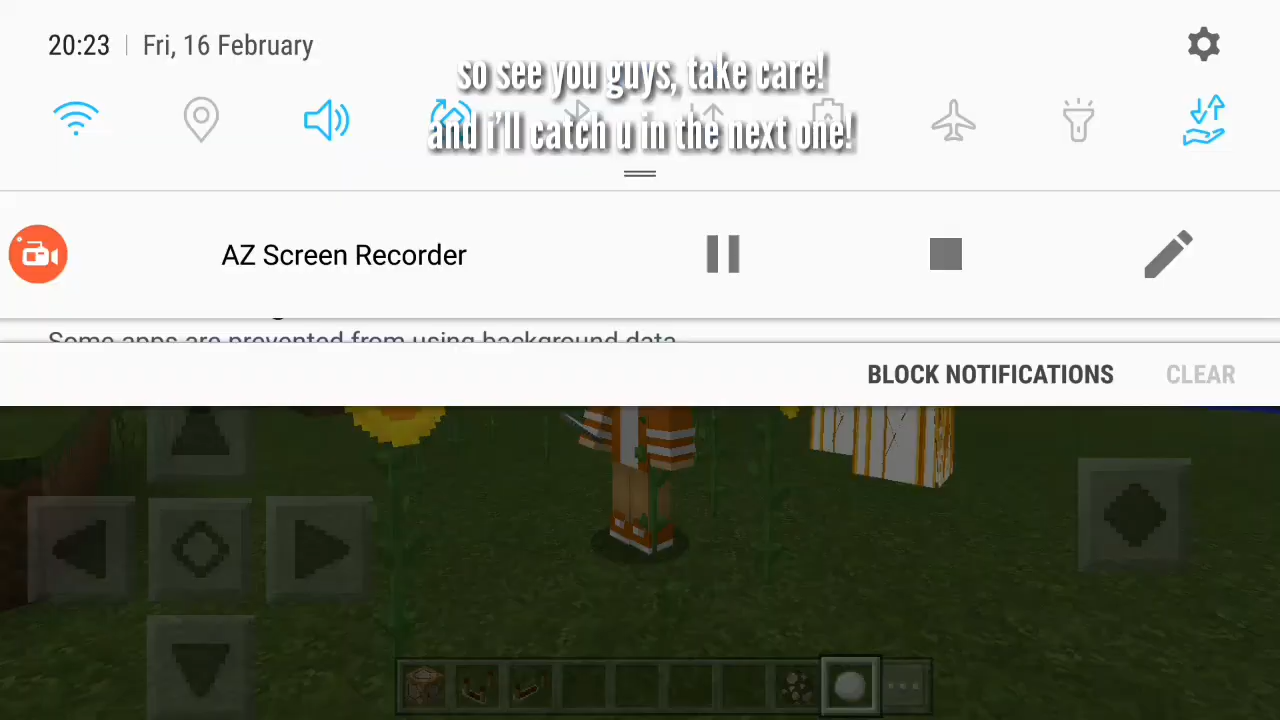 20:23 | Fri, 16 February
so see you guys, take care!
and i'll catch u in the next one!
AZ Screen Recorder
Some apps are prevented from using background data
BLOCK NOTIFICATIONS CLEAR